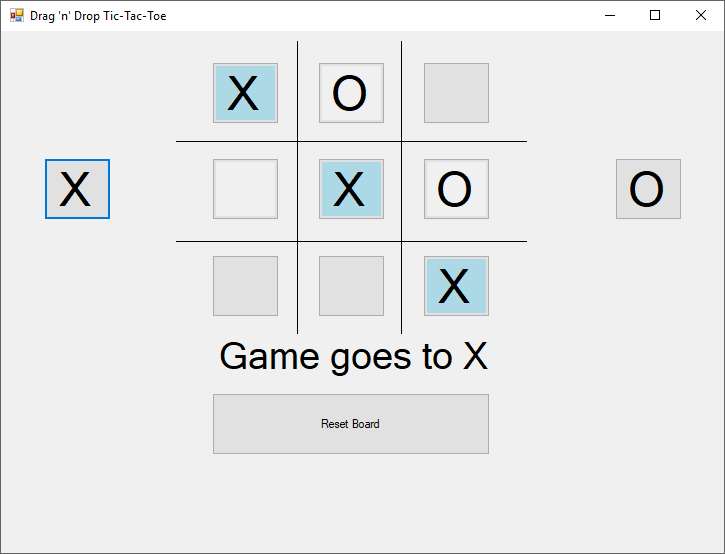 Drag 'n' Drop Tic-Tac-Toe
X O
X X O O
X
Game goes to X
Reset Board